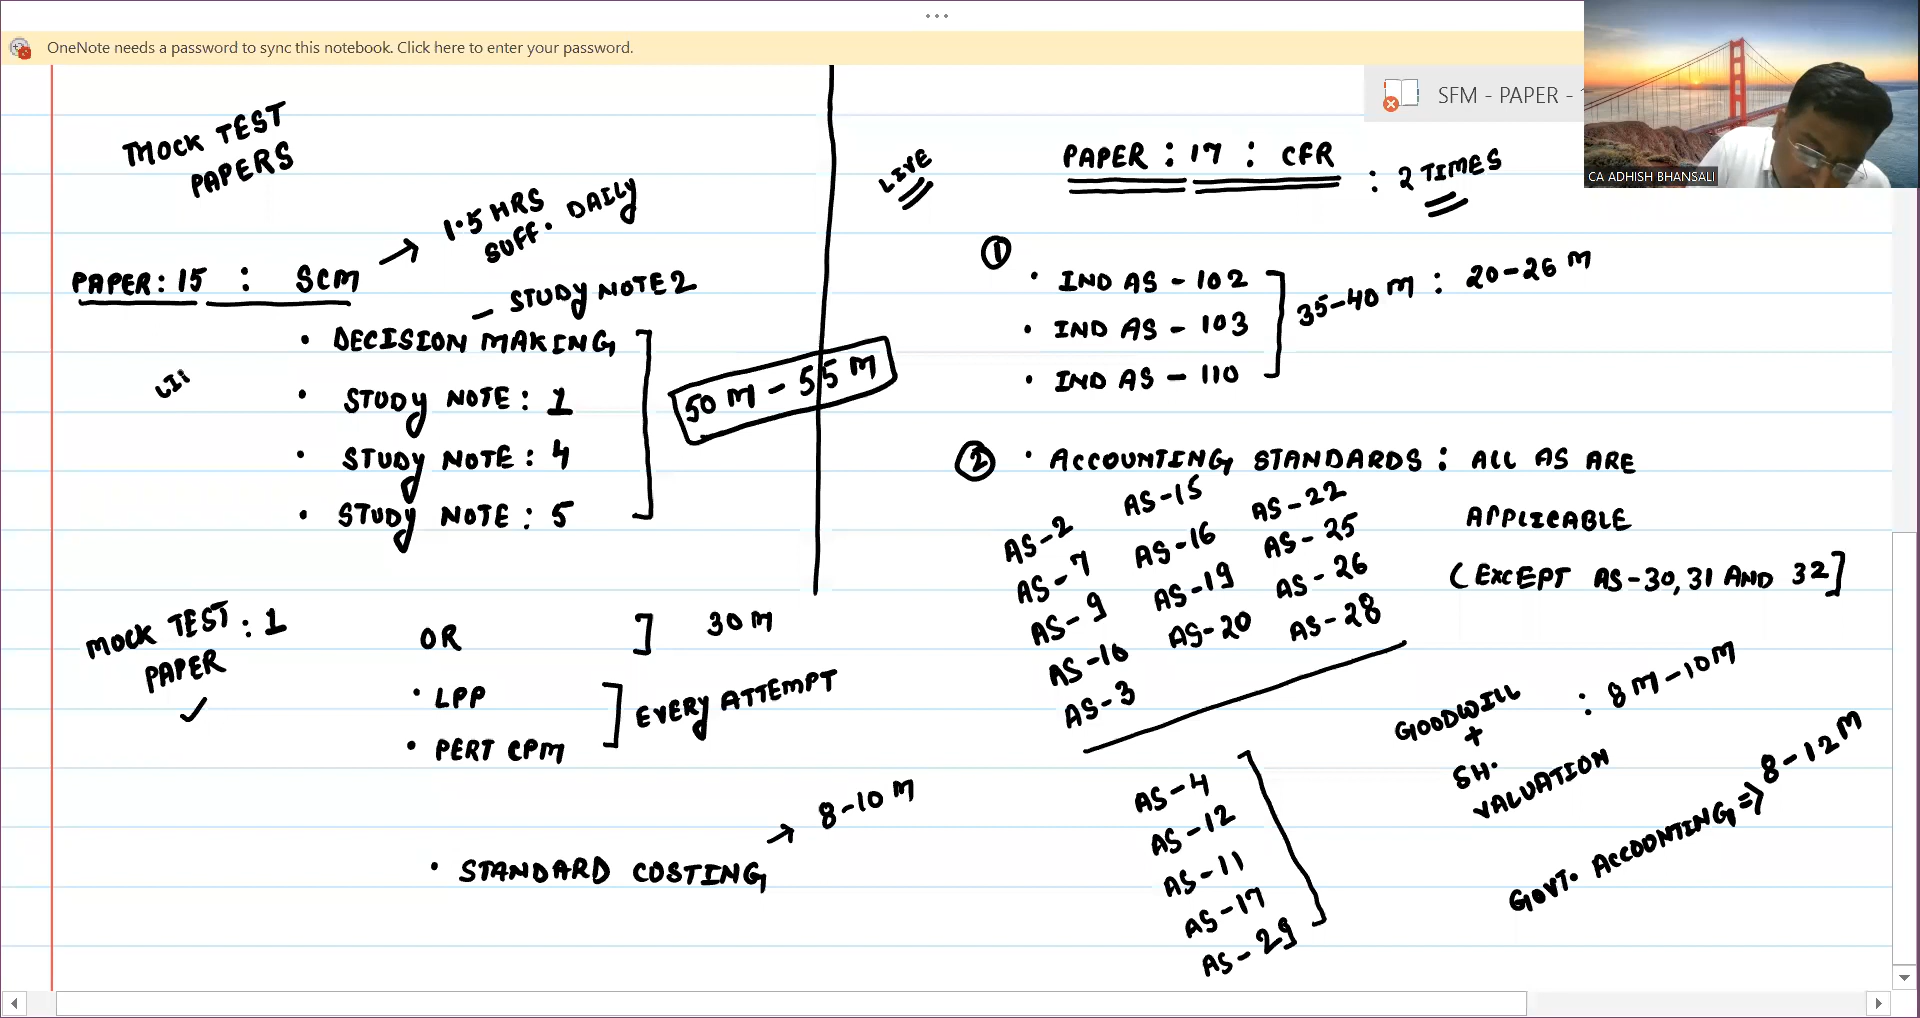 OneNote needs a password to sync this notebook. Click here to enter your password.
SFM - PAPER -
CA ADHISH BHANSALI
MOCK TEST
PAPERS
PAPER: 15 : SCM
1.5 HRS
SUFF. DAILY
- STUDY NOTE 2
• DECISION MAKING
• STUDY NOTE : 1
• STUDY NOTE : 4
• STUDY NOTE : 5
50 M - 55 M
MOCK TEST : 1
PAPER
OR
30 M
• LPP
• PERT CPM
EVERY ATTEMPT
• STANDARD COSTING
8-10 M
LIVE
PAPER : 17 : CFR
: 2 TIMES
①
• IND AS - 102
• IND AS - 103
• IND AS - 110
35-40 M : 20-26 M
② • ACCOUNTING STANDARDS : ALL AS ARE
APPLICABLE
(EXCEPT AS-30, 31 AND 32]
AS-2
AS-7
AS-9
AS-10
AS-3
AS-15
AS-16
AS-19
AS-20
AS-22
AS-25
AS-26
AS-28
AS-4
AS-12
AS-11
AS-17
AS-29
GOODWILL
+
SH.
VALUATION
: 8 M-10 M
GOVT. ACCOUNTING => 8-12 M